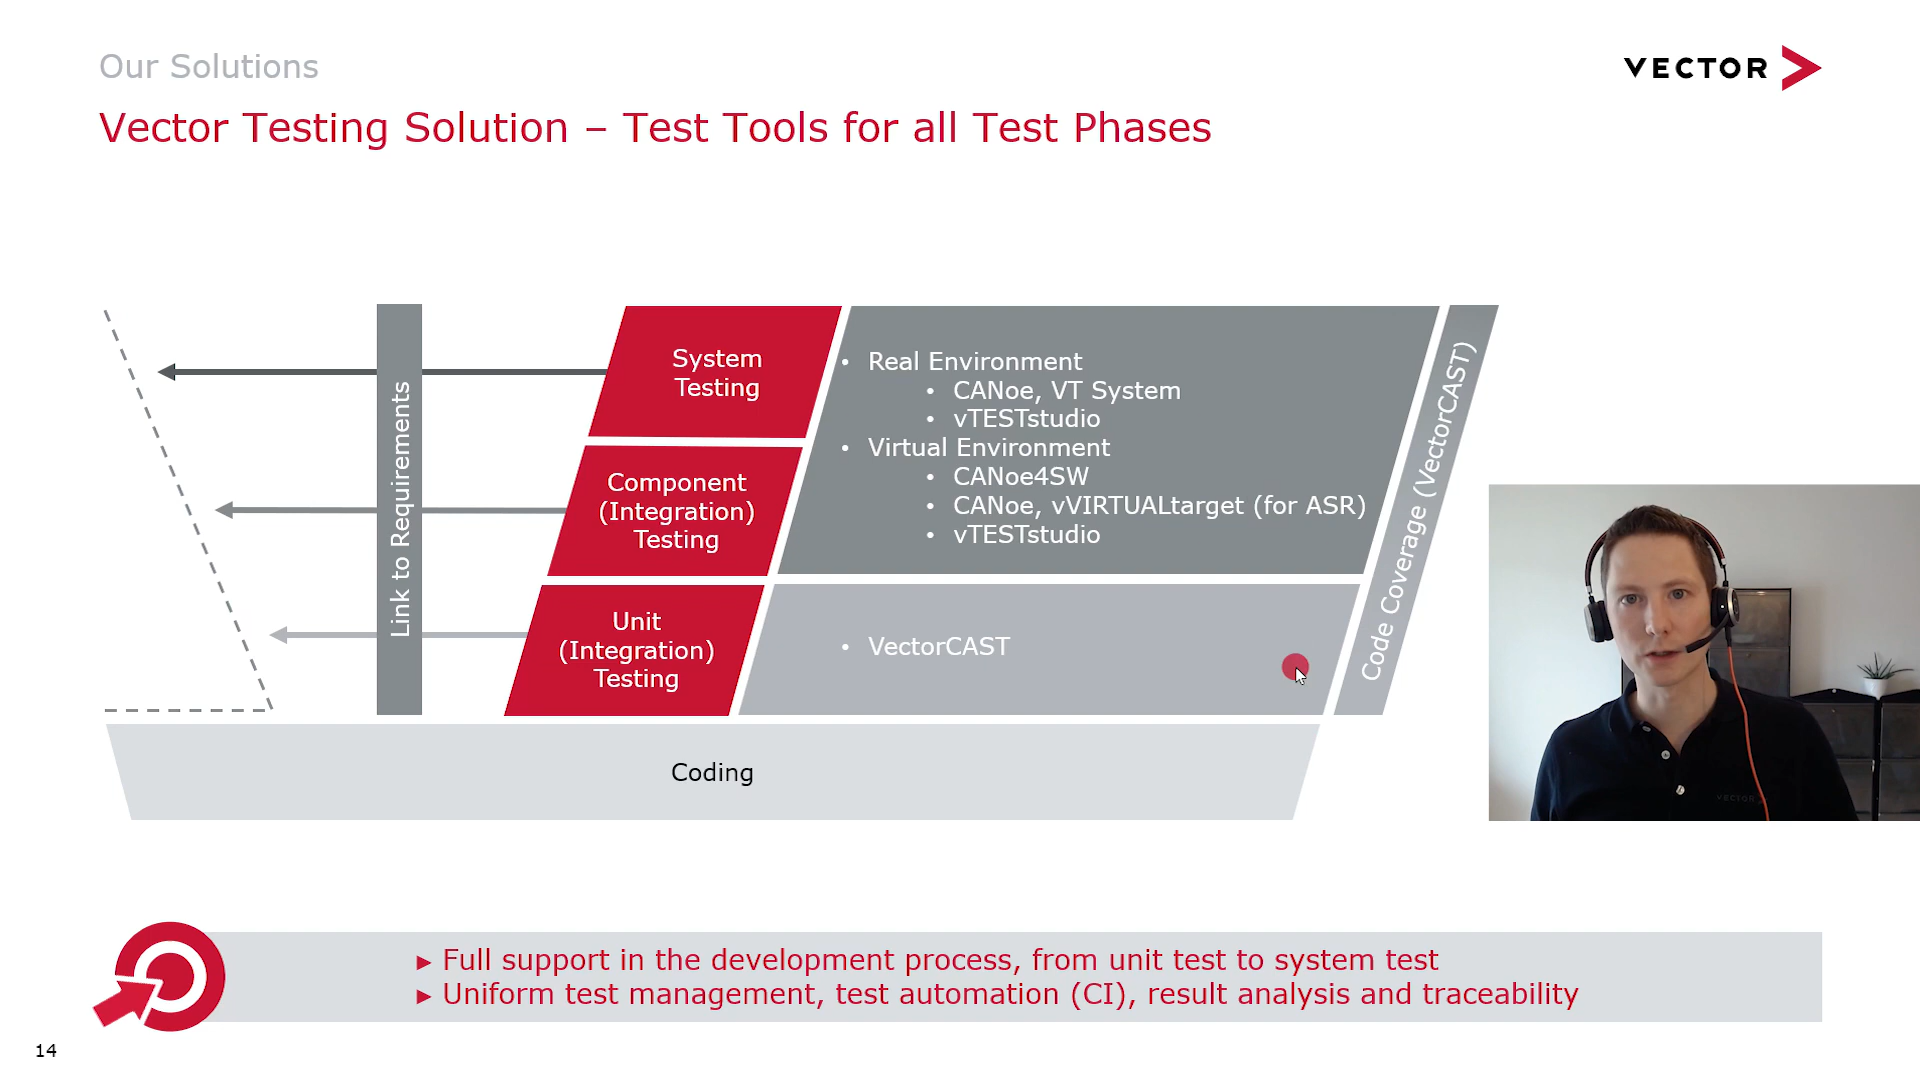 Our Solutions
VECTOR
Vector Testing Solution – Test Tools for all Test Phases
Link to Requirements
System
Testing
• Real Environment
• CANoe, VT System
• vTESTstudio
• Virtual Environment
• CANoe4SW
• CANoe, vVIRTUALtarget (for ASR)
• vTESTstudio
Component
(Integration)
Testing
Unit
(Integration)
Testing
• VectorCAST
Code Coverage (VectorCAST)
Coding
VECTOR
► Full support in the development process, from unit test to system test
► Uniform test management, test automation (CI), result analysis and traceability
14